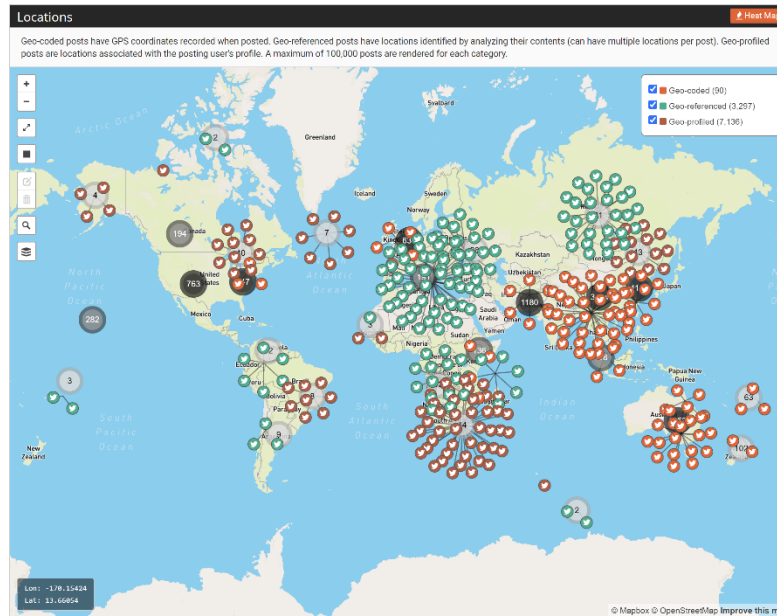 Locations
Heat Ma
Geo-coded posts have GPS coordinates recorded when posted. Geo-referenced posts have locations identified by analyzing their contents (can have multiple locations per post). Geo-profiled
posts are locations associated with the posting user's profile. A maximum of 100,000 posts are rendered for each category.
Geo-coded (90)
Geo-referenced (3,297)
Geo-profiled (7,136)
Svalbard
Arctic Ocean
Greenland
2
4
Iceland
Sweden
Norway
194
7
Kazakhstan
Uzbekistan
North
Pacific
Ocean
United
States
763
Atlantic
Ocean
Japan
Mexico
Cuba
282
1180
Oman
Saudi
Arabia
Yemen
Sudan
Nigeria
Philippines
Ecuador
3
Bolivia
Paraguay
South
Pacific
Ocean
South
Atlantic
Ocean
Indian
Ocean
Papua New
Guinea
63
102
9
2
New
Zealand
Lon: -170.15424
Lat: 13.66054
© Mapbox © OpenStreetMap Improve this m